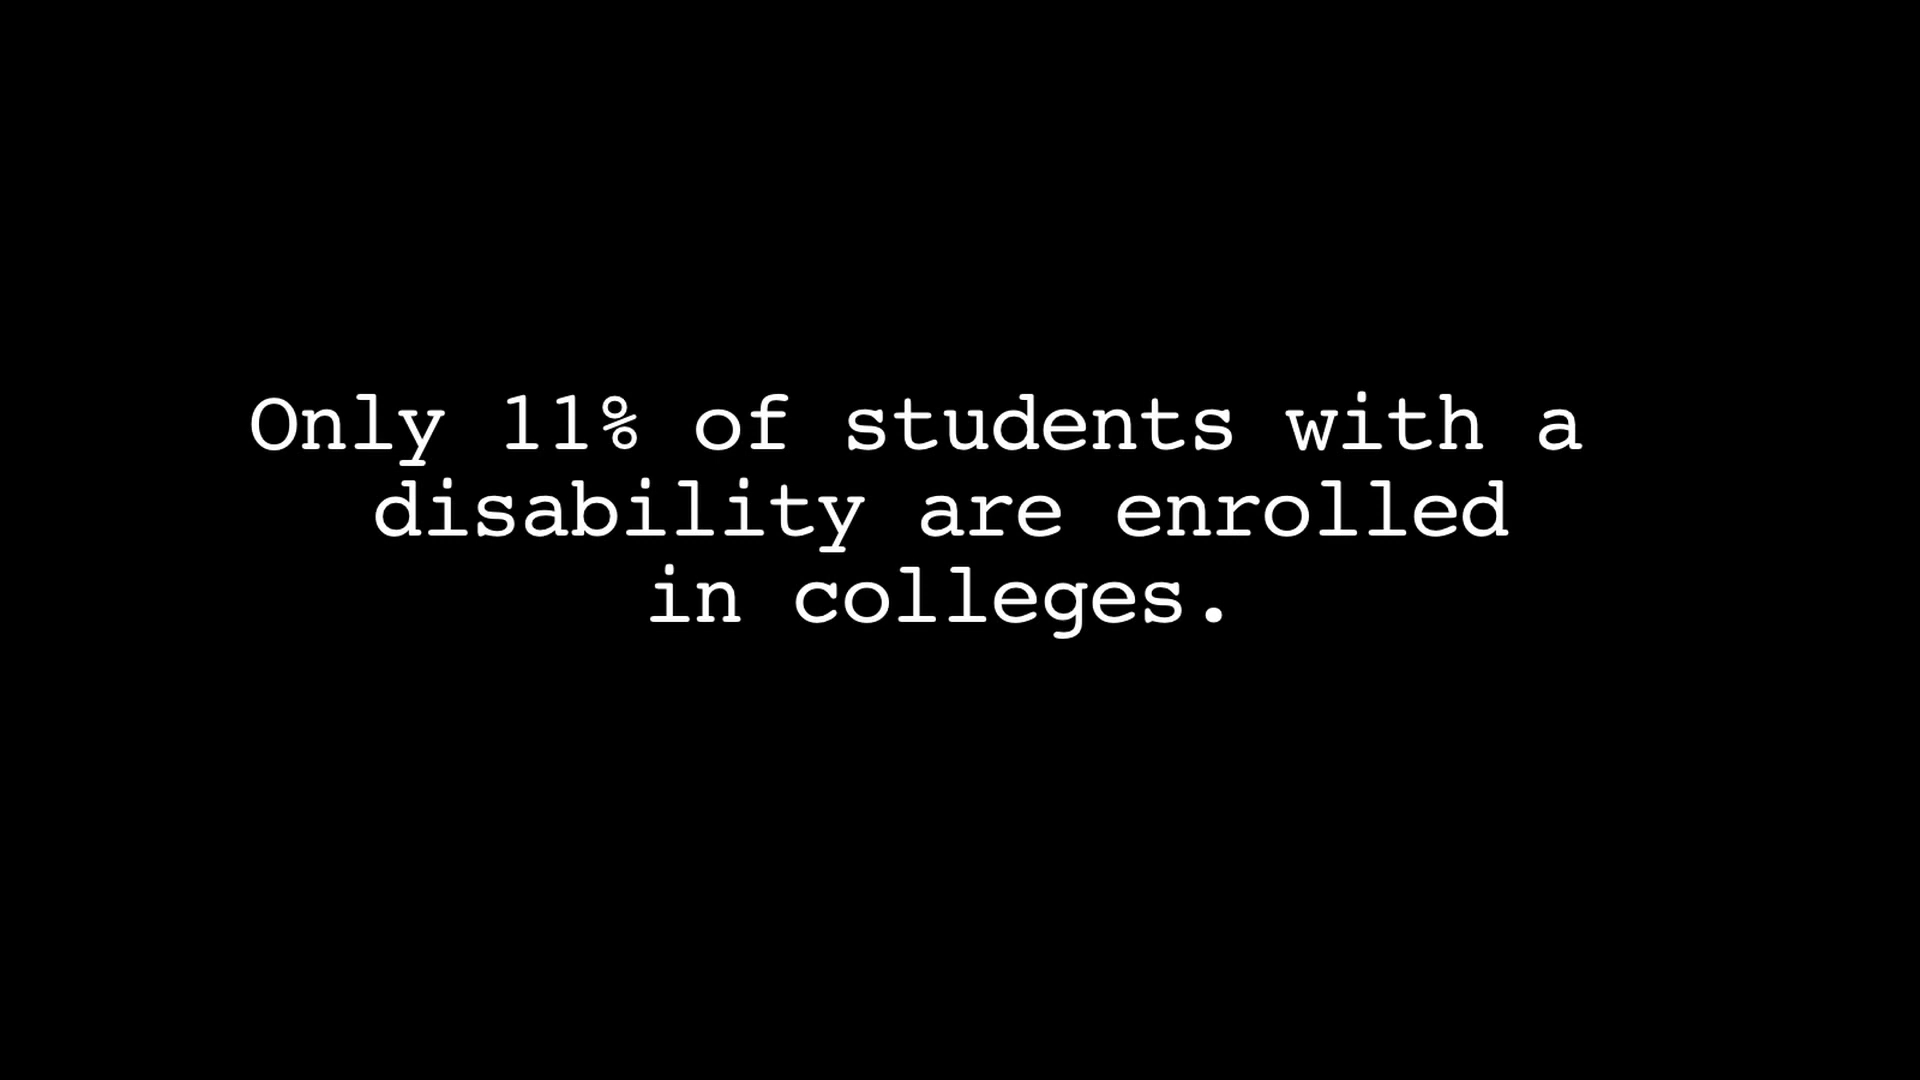 Only 11% of students with a
disability are enrolled
in colleges.